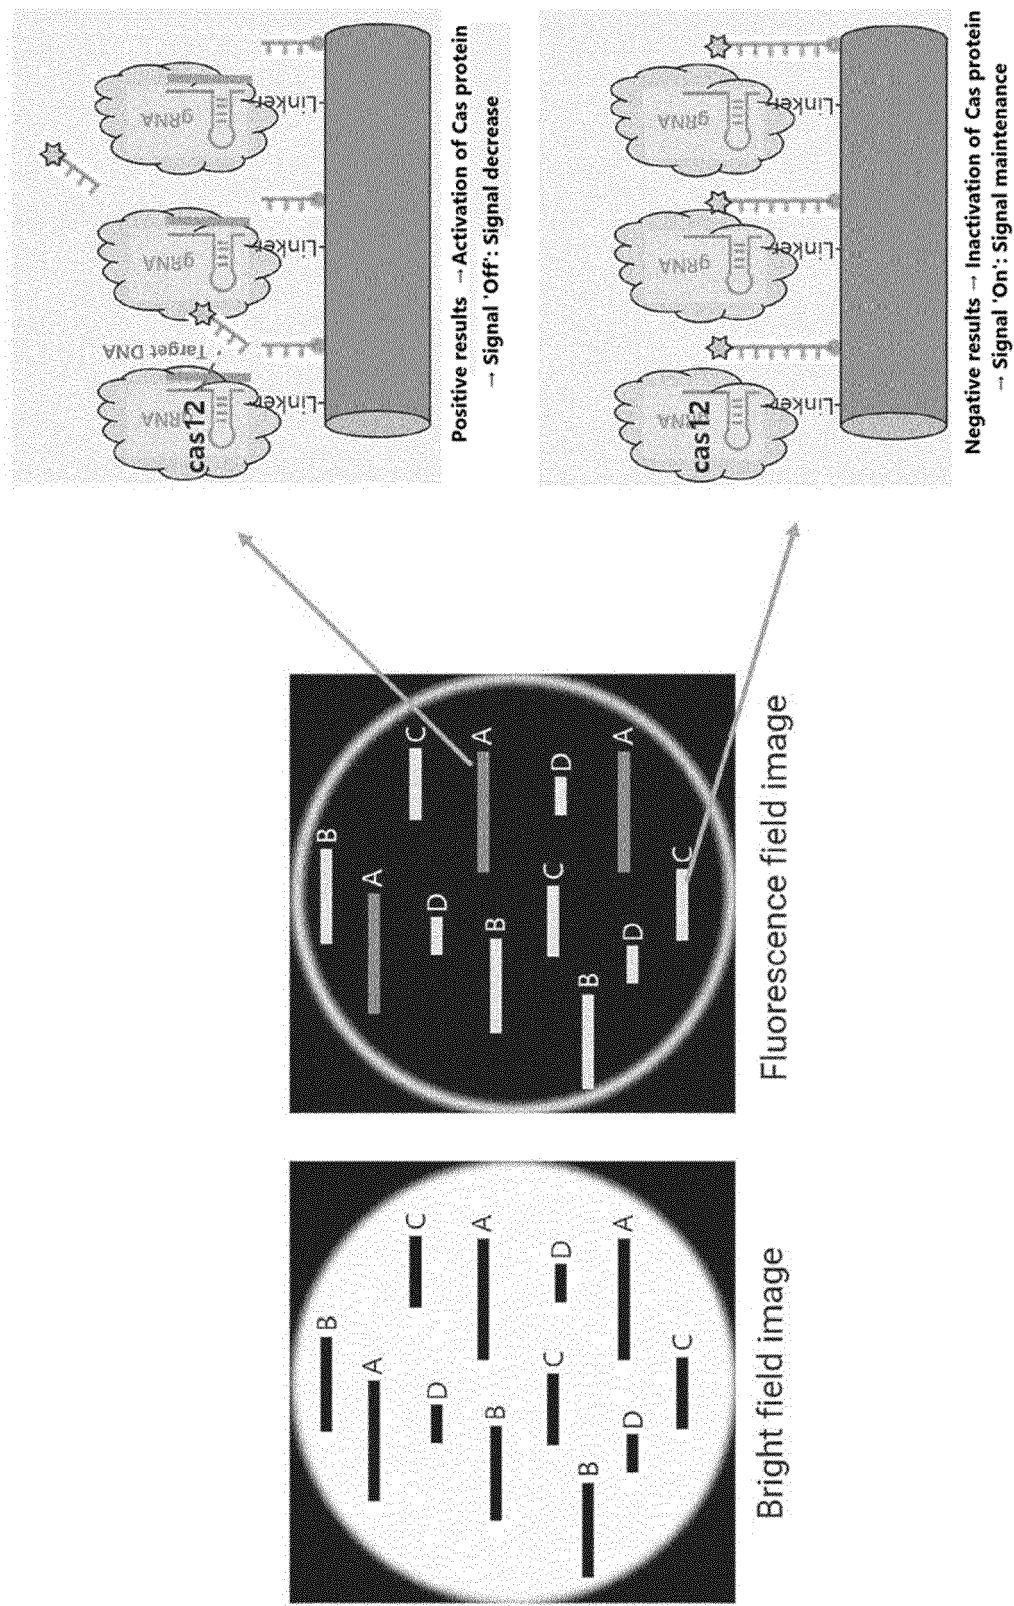 B
A
C
D
A
B
C
D
B
A
D
C
Bright field image
B
A
C
D
A
B
C
D
B
A
D
C
Fluorescence field image
Target DNA
gRNA gRNA gRNA
cas12
Linker Linker Linker
Positive results → Activation of Cas protein
→ Signal 'Off': Signal decrease
gRNA gRNA gRNA
cas12
Linker Linker Linker
Negative results → Inactivation of Cas protein
→ Signal 'On': Signal maintenance